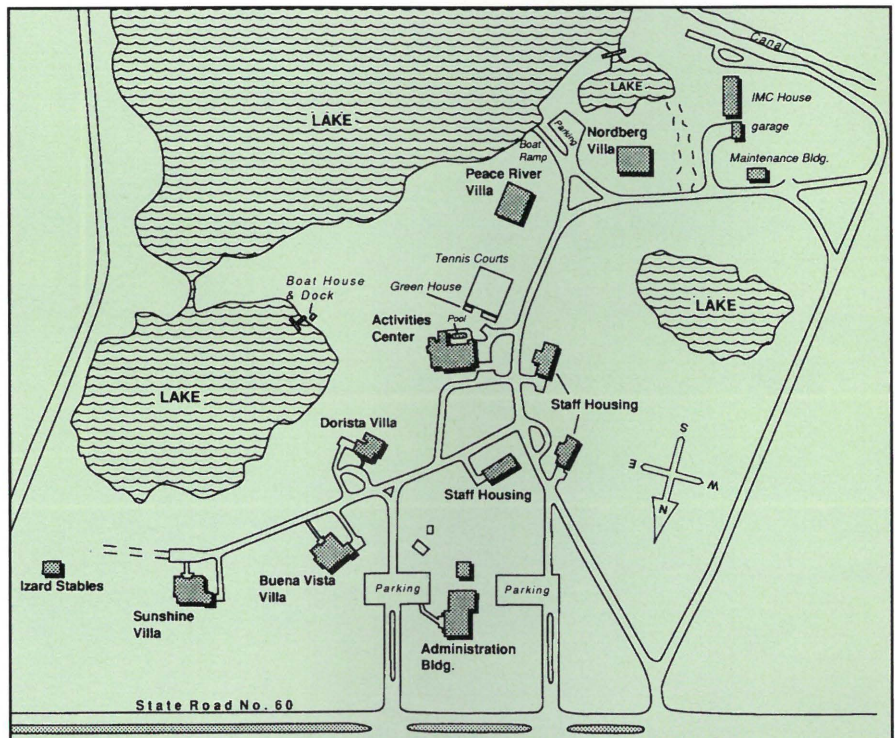 Canal
LAKE
IMC House
LAKE
garage
Parking
Nordberg
Villa
Boat
Ramp
Maintenance Bldg.
Peace River
Villa
Tennis Courts
Boat House
& Dock
Green House
LAKE
Pool
Activities
Center
LAKE
Staff Housing
Dorista Villa
S
E
W
N
Staff Housing
Izard Stables
Buena Vista
Villa
Parking
Parking
Sunshine
Villa
Administration
Bldg.
State Road No. 60